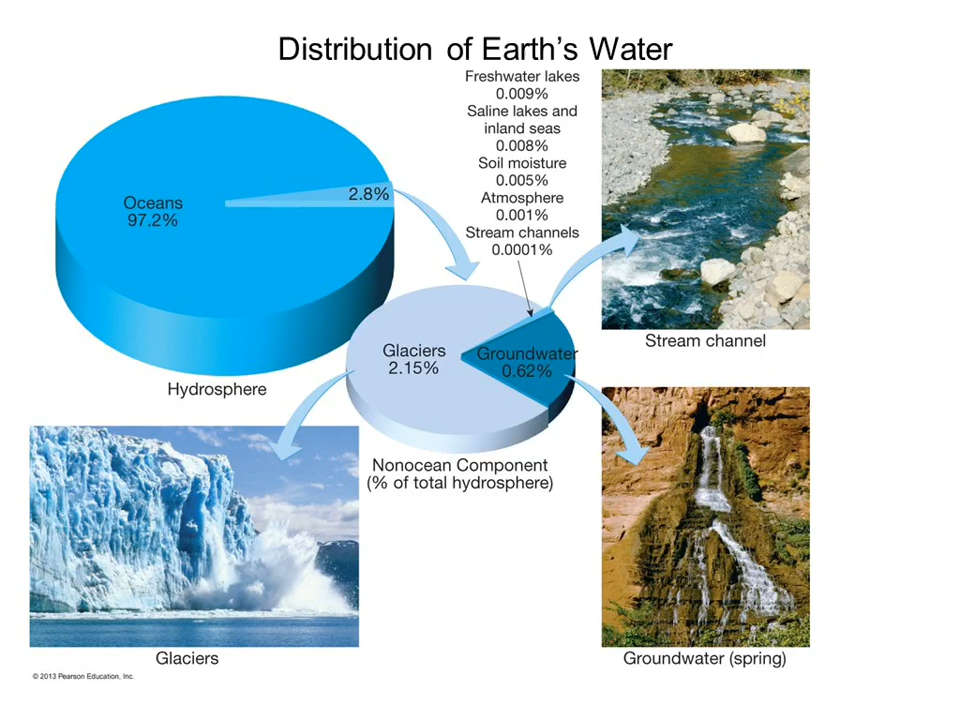 Distribution of Earth’s Water
Freshwater lakes
0.009%
Saline lakes and
inland seas
0.008%
Soil moisture
0.005%
Atmosphere
0.001%
Stream channels
0.0001%
Oceans
97.2%
2.8%
Hydrosphere
Stream channel
Glaciers
2.15%
Groundwater
0.62%
Nonocean Component
(% of total hydrosphere)
Glaciers
Groundwater (spring)
© 2013 Pearson Education, Inc.